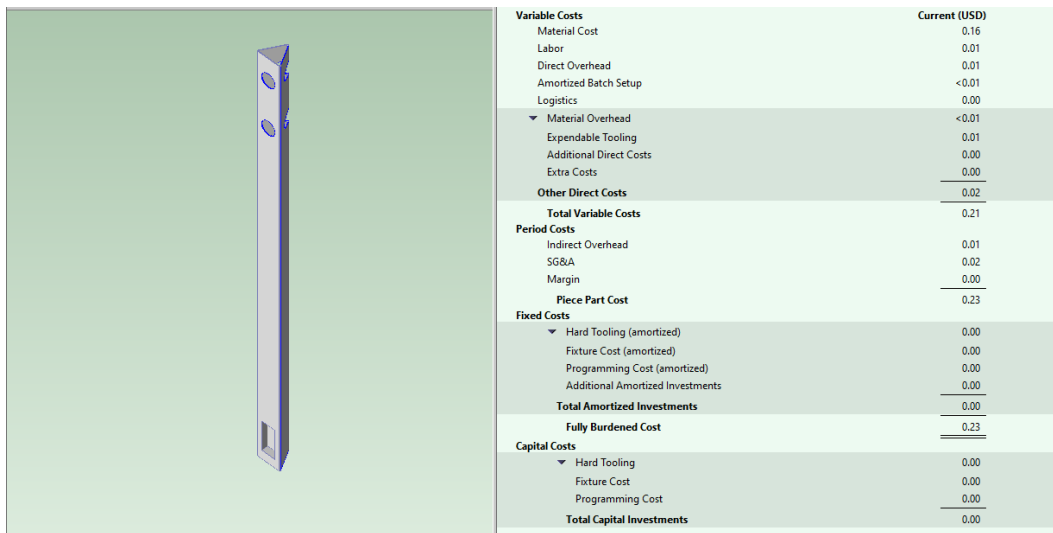 Variable Costs Current (USD)
Material Cost 0.16
Labor 0.01
Direct Overhead 0.01
Amortized Batch Setup <0.01
Logistics 0.00
Material Overhead <0.01
Expendable Tooling 0.01
Additional Direct Costs 0.00
Extra Costs 0.00
Other Direct Costs 0.02
Total Variable Costs 0.21
Period Costs
Indirect Overhead 0.01
SG&A 0.02
Margin 0.00
Piece Part Cost 0.23
Fixed Costs
Hard Tooling (amortized) 0.00
Fixture Cost (amortized) 0.00
Programming Cost (amortized) 0.00
Additional Amortized Investments 0.00
Total Amortized Investments 0.00
Fully Burdened Cost 0.23
Capital Costs
Hard Tooling 0.00
Fixture Cost 0.00
Programming Cost 0.00
Total Capital Investments 0.00